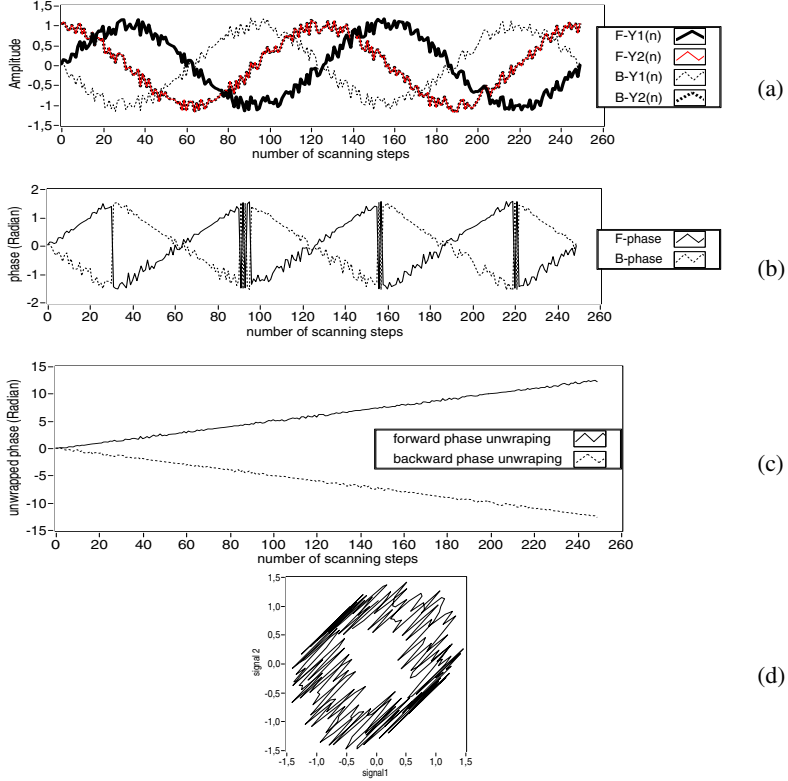 1,5
1
0,5
0
-0,5
-1
1,5
Amplitude
0 20 40 60 80 100 120 140 160 180 200 220 240 260
number of scanning steps
F-Y1(n)
F-Y2(n)
B-Y1(n)
B-Y2(n)
(a)
2
1
0
-1
-2
phase (Radian)
0 20 40 60 80 100 120 140 160 180 200 220 240 260
number of scanning steps
F-phase
B-phase
(b)
15
10
5
0
-5
-10
-15
unwrapped phase (Radian)
0 20 40 60 80 100 120 140 160 180 200 220 240 260
number of scanning steps
forward phase unwraping
backward phase unwraping
(c)
1,5
1,0
0,5
0,0
-0,5
-1,0
-1,5
signal 2
-1,5 -1,0 -0,5 0,0 0,5 1,0 1,5
signal1
(d)